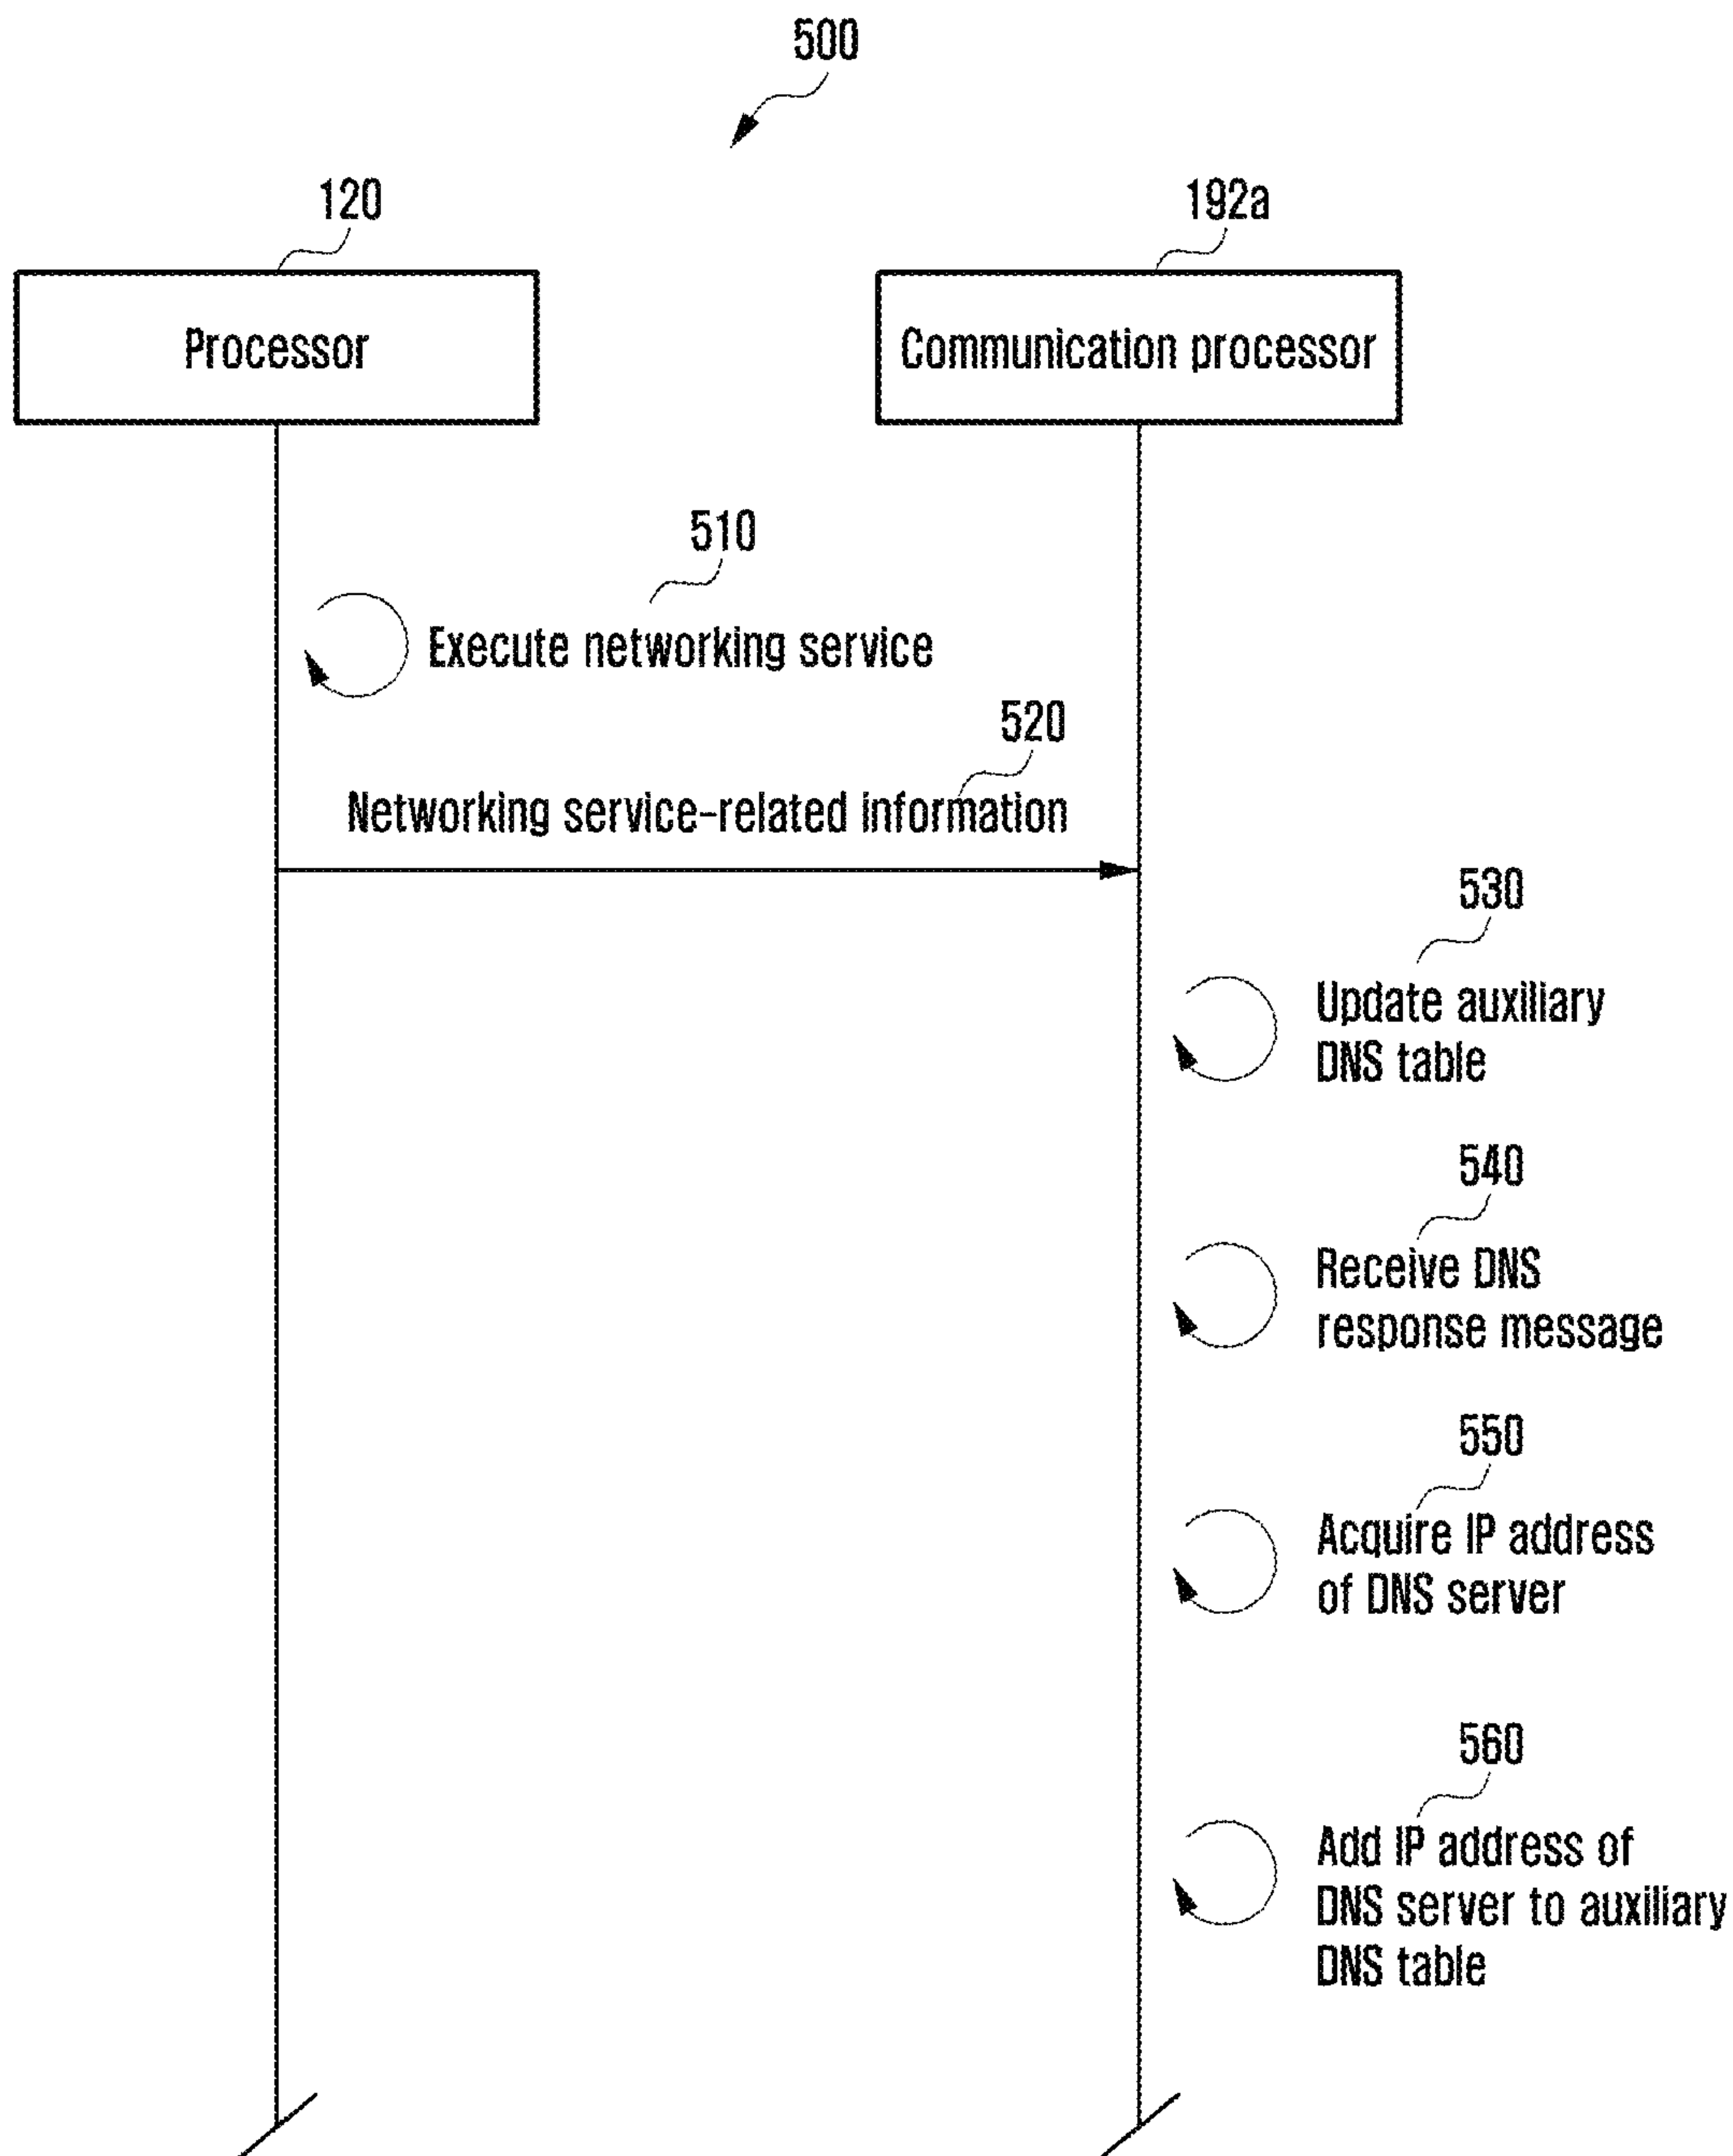 500
120
192a
Processor
Communication processor
510
Execute networking service
520
Networking service-related information
530
Update auxiliary
DNS table
540
Receive DNS
response message
550
Acquire IP address
of DNS server
560
Add IP address of
DNS server to auxiliary
DNS table